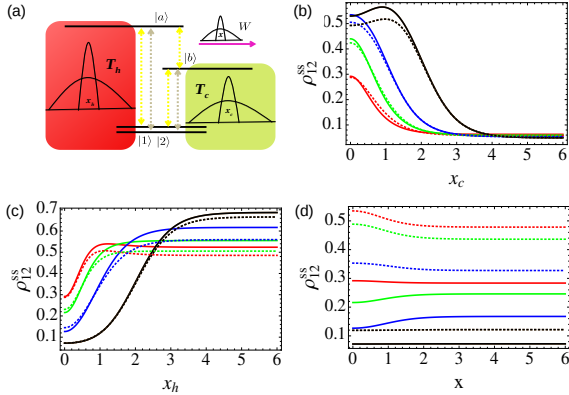 (a)
|a⟩
W
x
|b⟩
T_h
T_c
x_h
x_c
|1⟩ |2⟩
(b)
ρ₁₂^ss
0.5
0.4
0.3
0.2
0.1
0 1 2 3 4 5 6
x_c
(c)
ρ₁₂^ss
0.7
0.6
0.5
0.4
0.3
0.2
0.1
0 1 2 3 4 5 6
x_h
(d)
ρ₁₂^ss
0.5
0.4
0.3
0.2
0.1
0 1 2 3 4 5 6
x